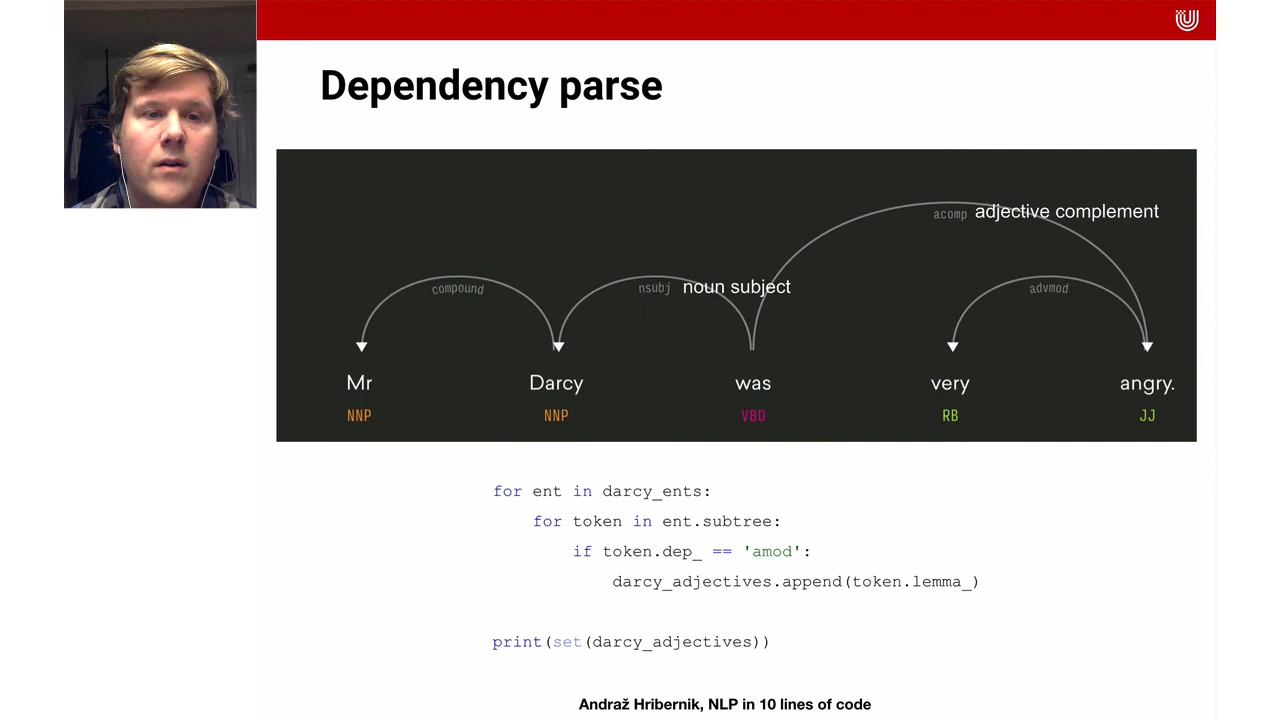 Dependency parse
acomp adjective complement
compound nsubj noun subject advmod
Mr Darcy was very angry.
NNP NNP VBD RB JJ
for ent in darcy_ents:
for token in ent.subtree:
if token.dep_ == 'amod':
darcy_adjectives.append(token.lemma_)
print(set(darcy_adjectives))
Andraž Hribernik, NLP in 10 lines of code